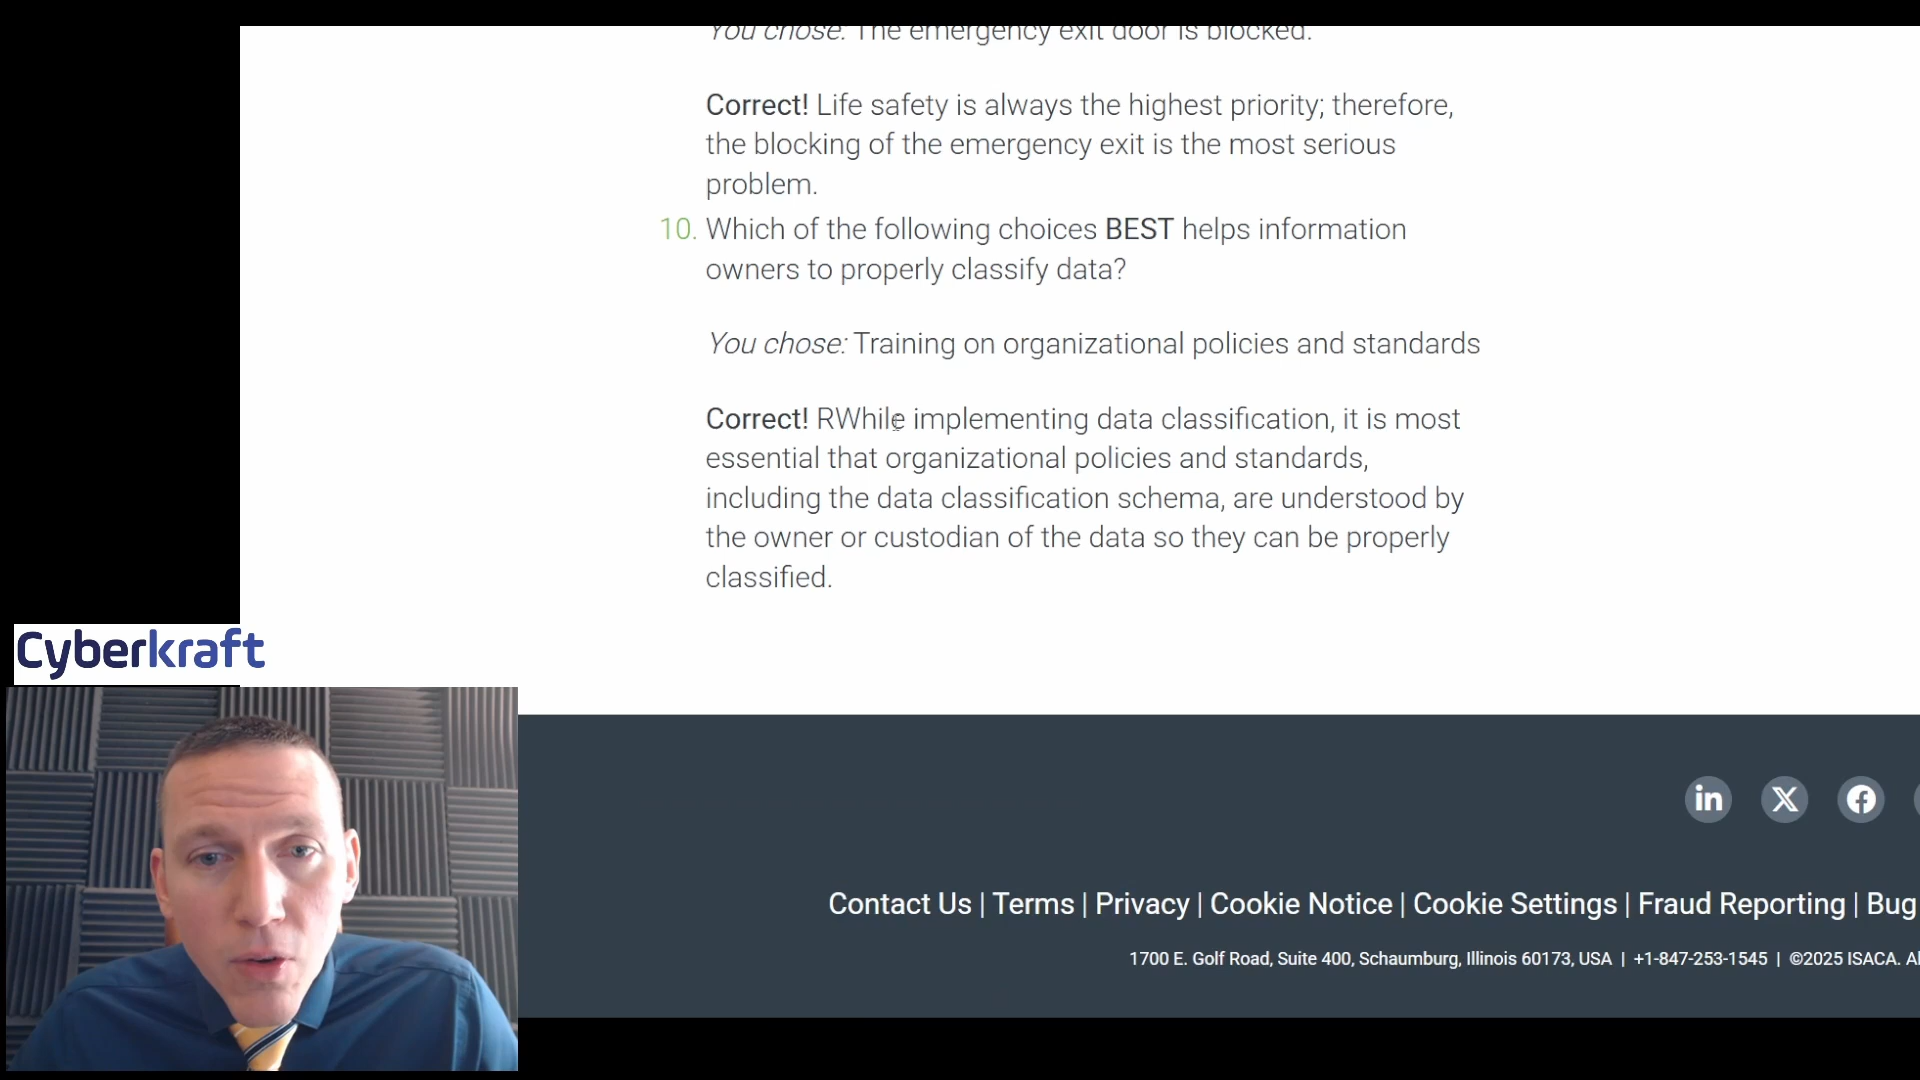 You chose: The emergency exit door is blocked.
Correct! Life safety is always the highest priority; therefore,
the blocking of the emergency exit is the most serious
problem.
10. Which of the following choices BEST helps information
owners to properly classify data?
You chose: Training on organizational policies and standards
Correct! RWhile implementing data classification, it is most
essential that organizational policies and standards,
including the data classification schema, are understood by
the owner or custodian of the data so they can be properly
classified.
Cyberkraft
in X f
Contact Us | Terms | Privacy | Cookie Notice | Cookie Settings | Fraud Reporting | Bug
1700 E. Golf Road, Suite 400, Schaumburg, Illinois 60173, USA | +1-847-253-1545 | ©2025 ISACA. Al